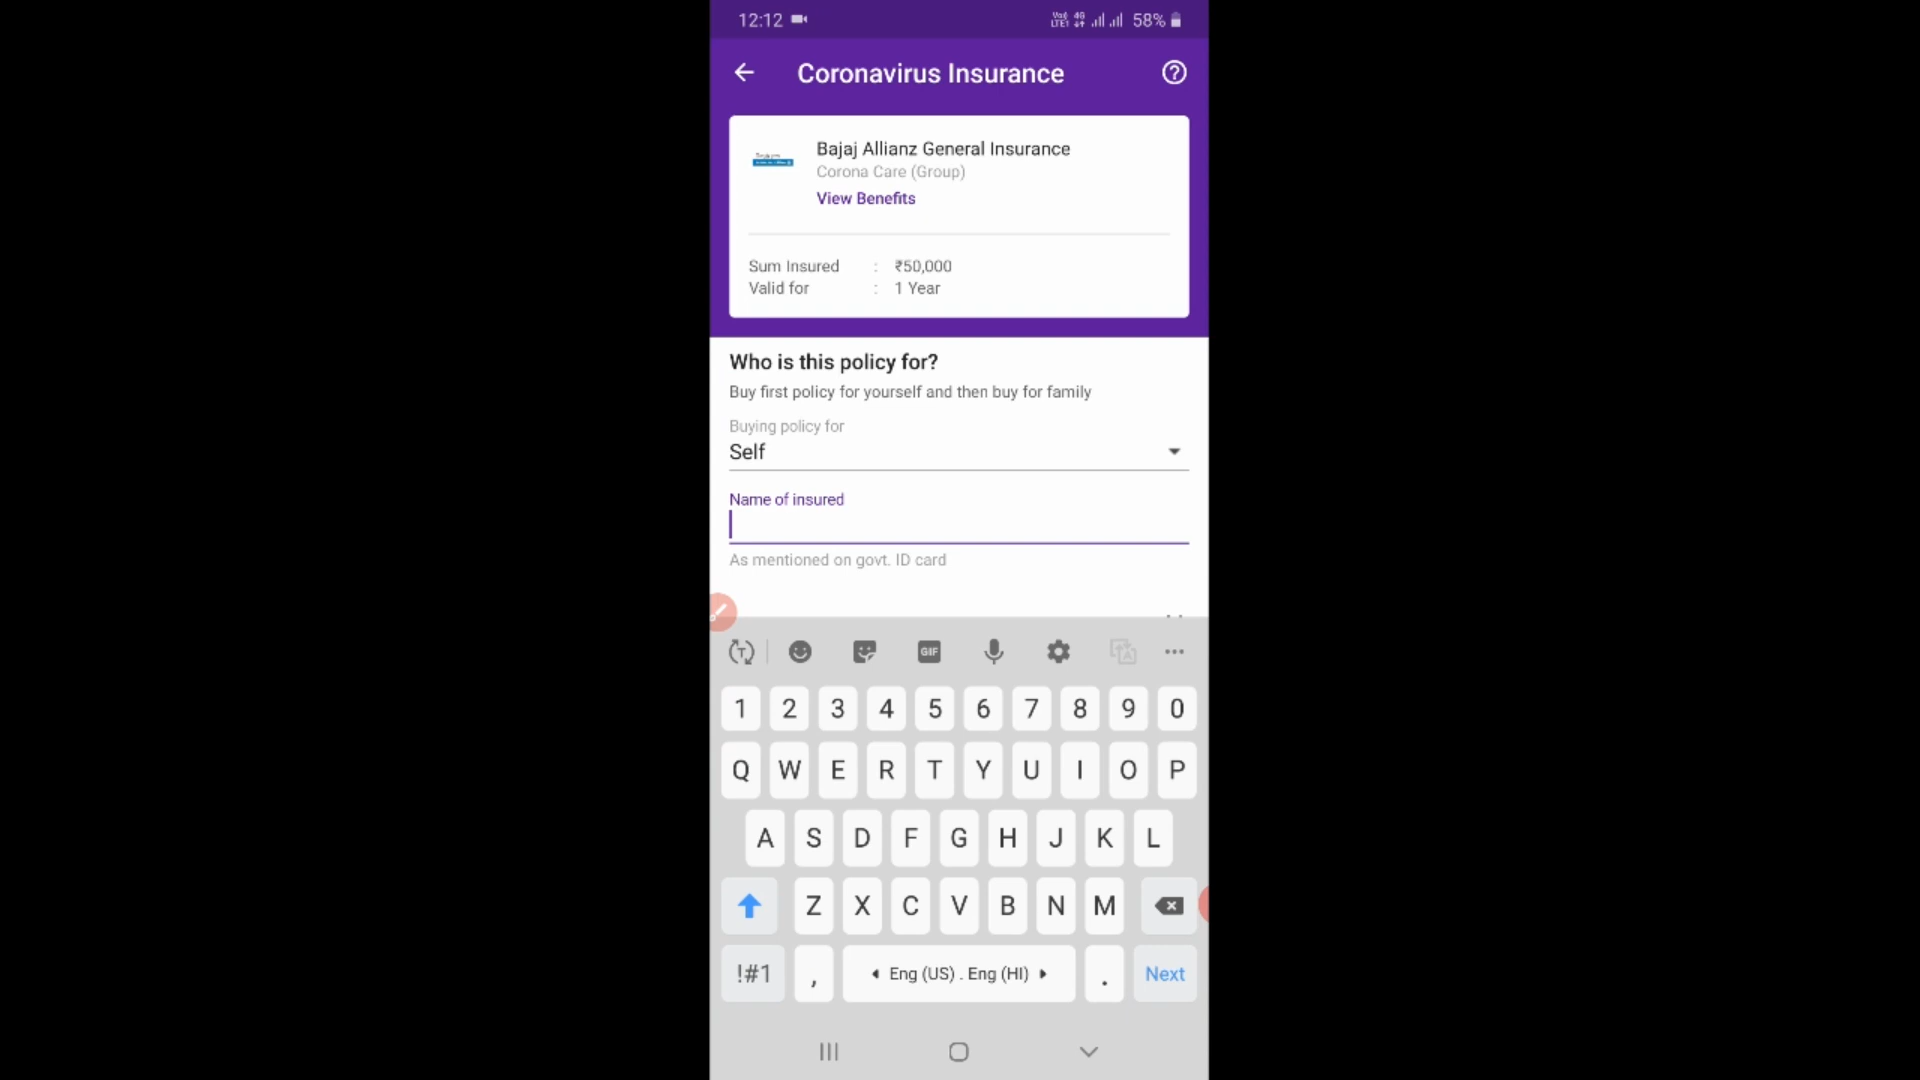 12:12
58%
Coronavirus Insurance
Bajaj Allianz General Insurance
Corona Care (Group)
View Benefits
Sum Insured : ₹50,000
Valid for : 1 Year
Who is this policy for?
Buy first policy for yourself and then buy for family
Buying policy for
Self
Name of insured
As mentioned on govt. ID card
GIF
1 2 3 4 5 6 7 8 9 0
Q W E R T Y U I O P
A S D F G H J K L
Z X C V B N M
!#1 , Eng (US) . Eng (HI) . Next